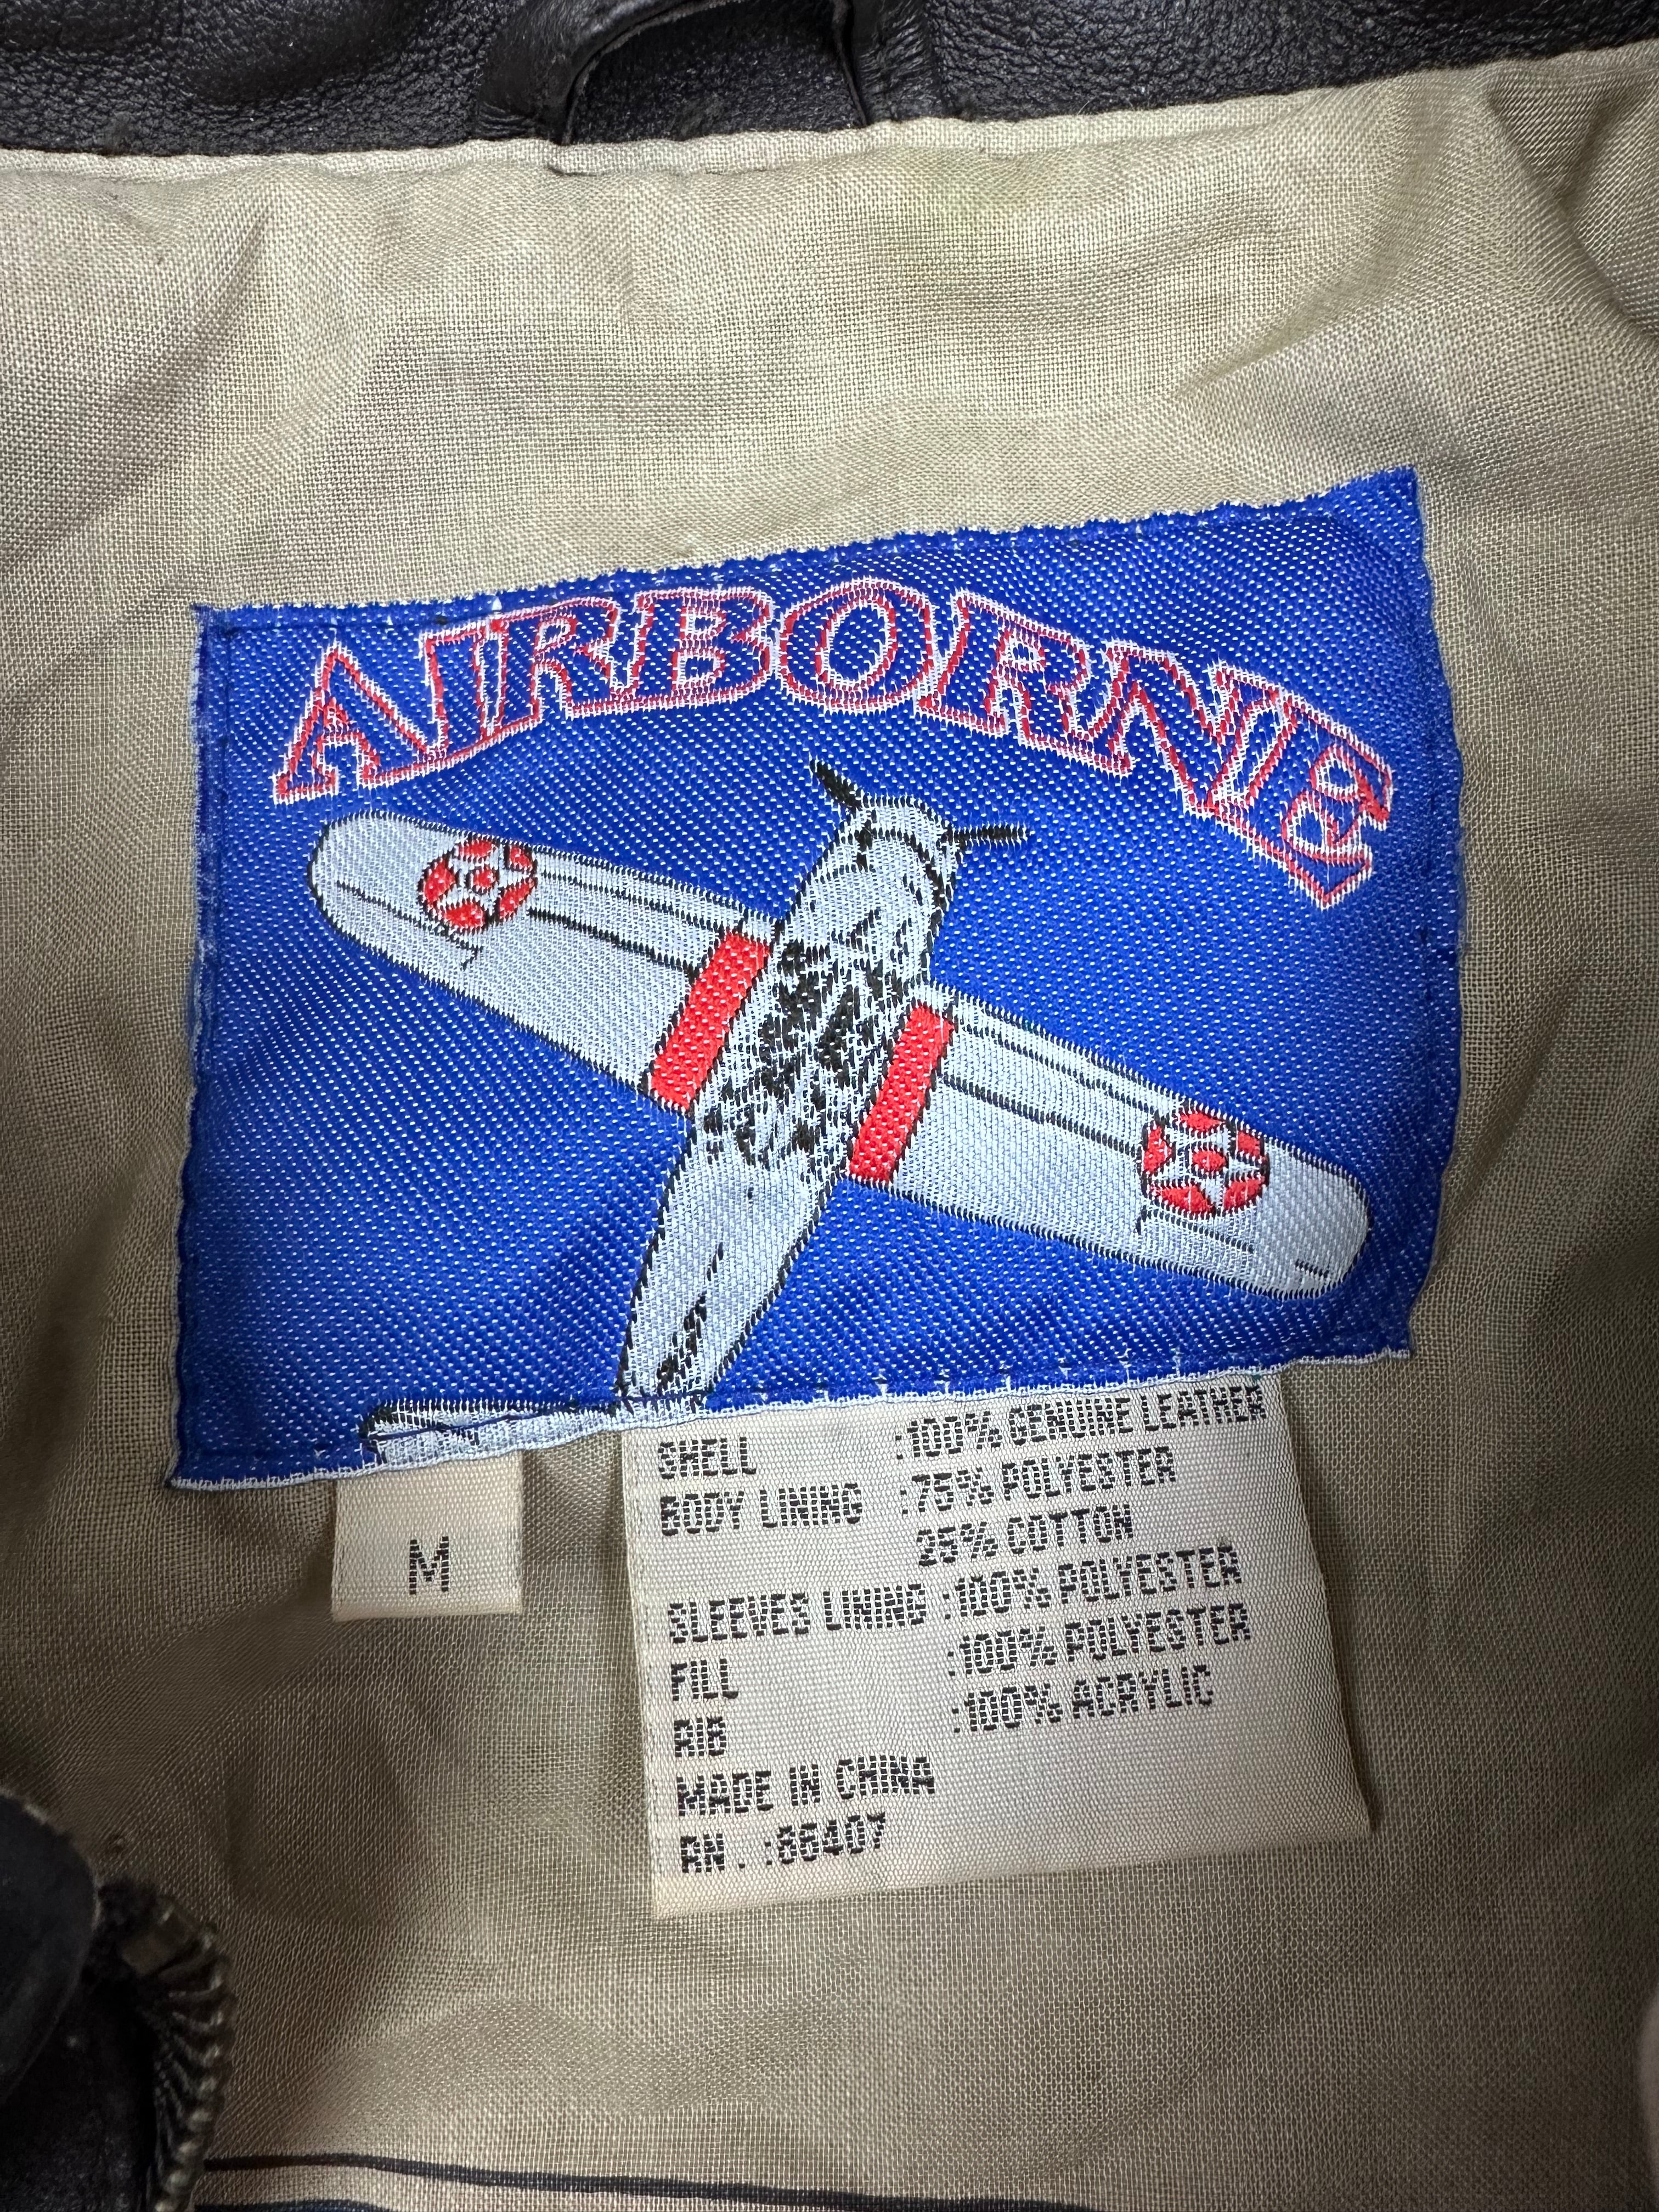 AIRBORNE
SHELL :100% GENUINE LEATHER
BODY LINING :75% POLYESTER
25% COTTON
SLEEVES LINING :100% POLYESTER
FILL :100% POLYESTER
RIB :100% ACRYLIC
MADE IN CHINA
RN. :86407
M